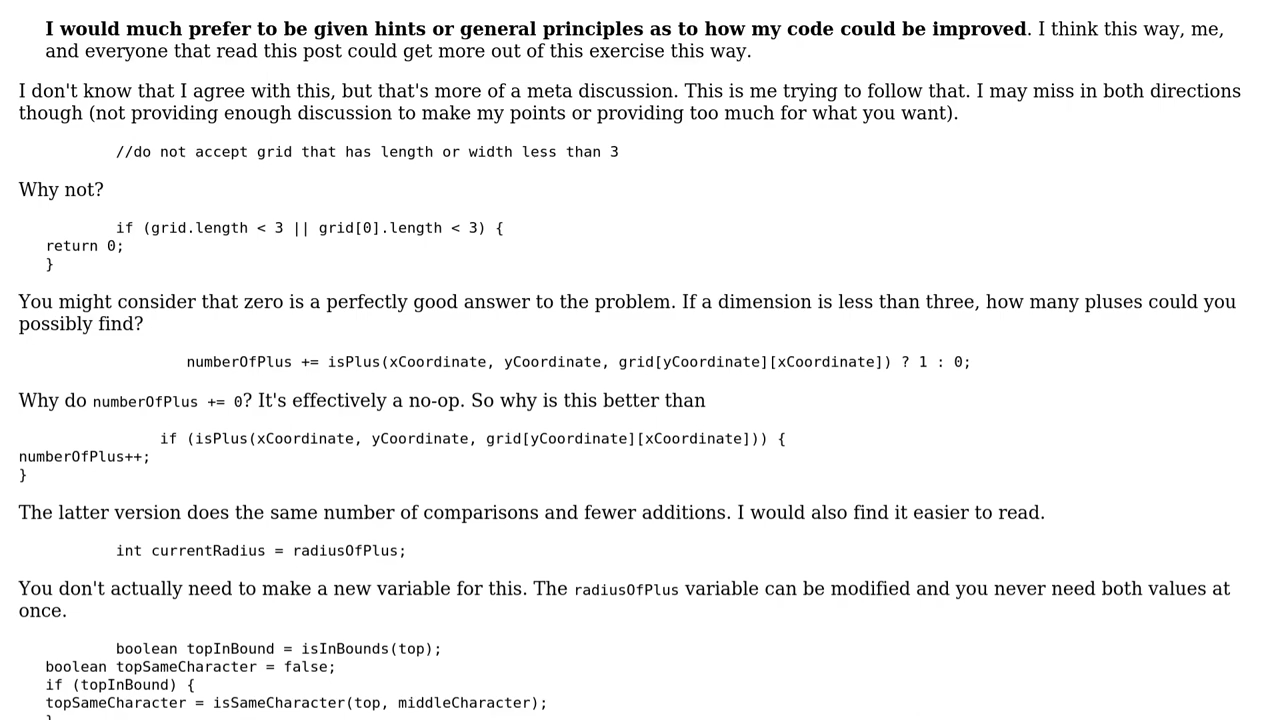 I would much prefer to be given hints or general principles as to how my code could be improved. I think this way, me,
and everyone that read this post could get more out of this exercise this way.
I don't know that I agree with this, but that's more of a meta discussion. This is me trying to follow that. I may miss in both directions
though (not providing enough discussion to make my points or providing too much for what you want).
//do not accept grid that has length or width less than 3
Why not?
if (grid.length < 3 || grid[0].length < 3) {
return 0;
}
You might consider that zero is a perfectly good answer to the problem. If a dimension is less than three, how many pluses could you
possibly find?
numberOfPlus += isPlus(xCoordinate, yCoordinate, grid[yCoordinate][xCoordinate]) ? 1 : 0;
Why do numberOfPlus += 0? It's effectively a no-op. So why is this better than
if (isPlus(xCoordinate, yCoordinate, grid[yCoordinate][xCoordinate])) {
numberOfPlus++;
}
The latter version does the same number of comparisons and fewer additions. I would also find it easier to read.
int currentRadius = radiusOfPlus;
You don't actually need to make a new variable for this. The radiusOfPlus variable can be modified and you never need both values at
once.
boolean topInBound = isInBounds(top);
boolean topSameCharacter = false;
if (topInBound) {
topSameCharacter = isSameCharacter(top, middleCharacter);
}